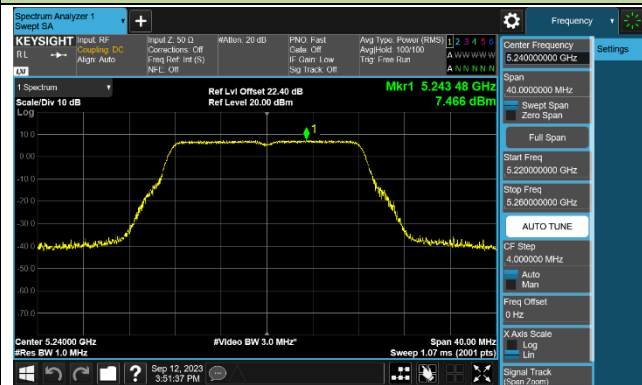 Spectrum Analyzer 1
Swept SA
+
Frequency
KEYSIGHT
RL
LXI
Input: RF
Coupling: DC
Align: Auto
Input Z: 50 Ω
Corrections: Off
Freq Ref: Int (S)
NFE: Off
#Atten: 20 dB
PNO: Fast
Gate: Off
IF Gain: Low
Sig Track: Off
Avg Type: Power (RMS)
Avg|Hold: 100/100
Trig: Free Run
1 2 3 4 5 6
A W W W W W
A N N N N N
1 Spectrum
Scale/Div 10 dB
Log
Ref Lvl Offset 22.40 dB
Ref Level 20.00 dBm
Mkr1 5.243 48 GHz
7.466 dBm
1
10.0
0.00
-10.0
-20.0
-30.0
-40.0
-50.0
-60.0
-70.0
Center 5.24000 GHz
#Res BW 1.0 MHz
#Video BW 3.0 MHz*
Span 40.00 MHz
Sweep 1.07 ms (2001 pts)
Center Frequency
5.240000000 GHz
Settings
Span
40.0000000 MHz
Swept Span
Zero Span
Full Span
Start Freq
5.220000000 GHz
Stop Freq
5.260000000 GHz
AUTO TUNE
CF Step
4.000000 MHz
Auto
Man
Freq Offset
0 Hz
X Axis Scale
Log
Lin
Signal Track
(Span Zoom)
?
Sep 12, 2023
3:51:37 PM